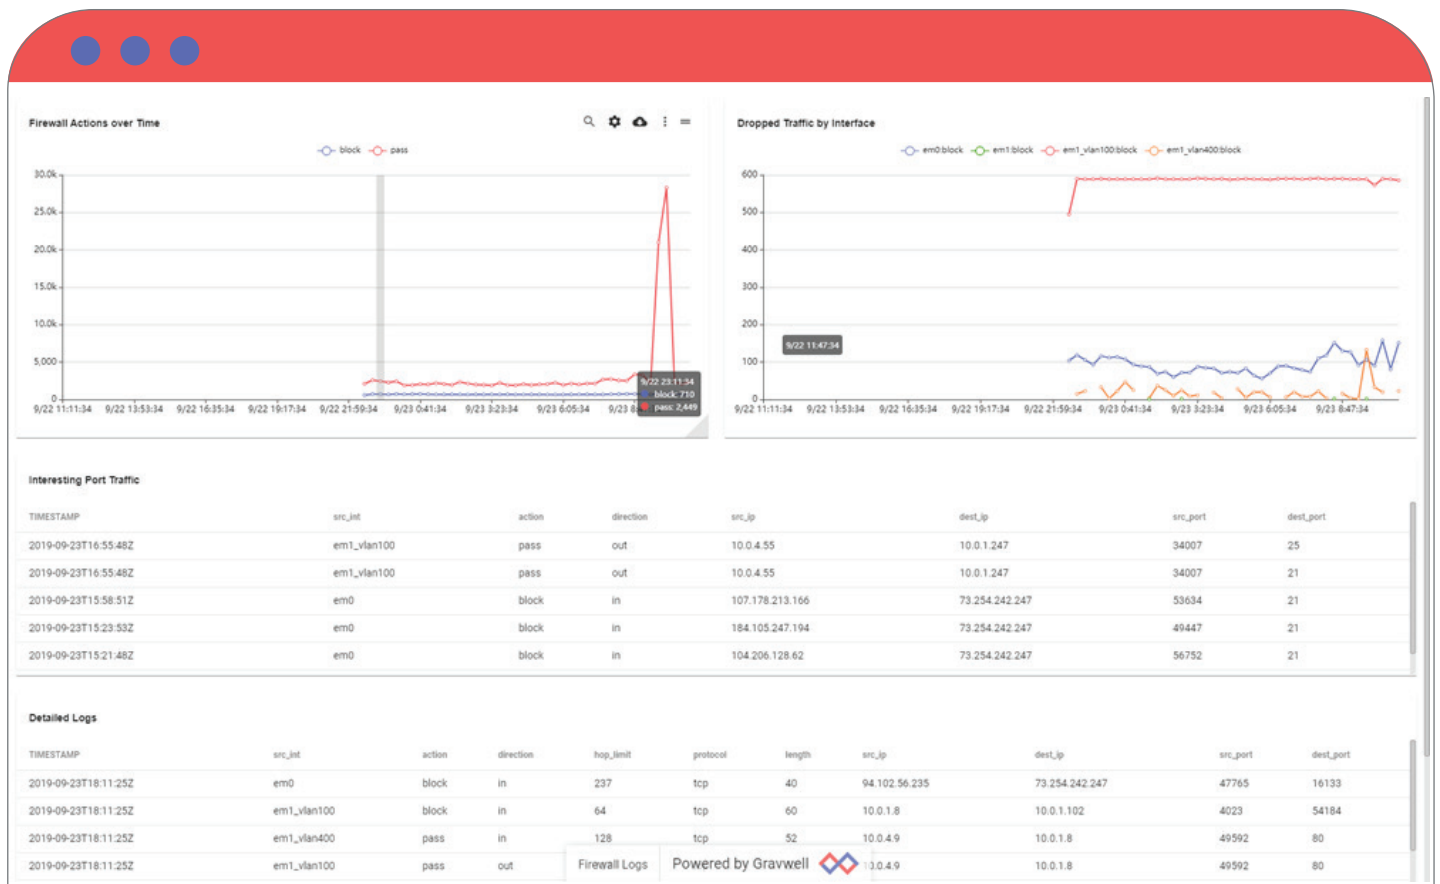 Firewall Actions over Time
block pass
30.0k
25.0k
20.0k
15.0k
10.0k
5,000
0
9/22 11:11:34 9/22 13:53:34 9/22 16:35:34 9/22 19:17:34 9/22 21:59:34 9/23 0:41:34 9/23 3:23:34 9/23 6:05:34 9/23 8:
9/22 23:11:34
block: 710
pass: 2,449
Dropped Traffic by Interface
em0:block em1:block em1_vlan100:block em1_vlan400:block
600
500
400
300
200
100
0
9/22 11:47:34
9/22 11:11:34 9/22 13:53:34 9/22 16:35:34 9/22 19:17:34 9/22 21:59:34 9/23 0:41:34 9/23 3:23:34 9/23 6:05:34 9/23 8:47:34
Interesting Port Traffic
TIMESTAMP src_int action direction src_ip dest_ip src_port dest_port
2019-09-23T16:55:48Z em1_vlan100 pass out 10.0.4.55 10.0.1.247 34007 25
2019-09-23T16:55:48Z em1_vlan100 pass out 10.0.4.55 10.0.1.247 34007 21
2019-09-23T15:58:51Z em0 block in 107.178.213.166 73.254.242.247 53634 21
2019-09-23T15:23:53Z em0 block in 184.105.247.194 73.254.242.247 49447 21
2019-09-23T15:21:48Z em0 block in 104.206.128.62 73.254.242.247 56752 21
Detailed Logs
TIMESTAMP src_int action direction hop_limit protocol length src_ip dest_ip src_port dest_port
2019-09-23T18:11:25Z em0 block in 237 tcp 40 94.102.56.235 73.254.242.247 47765 16133
2019-09-23T18:11:25Z em1_vlan100 block in 64 tcp 60 10.0.1.8 10.0.1.102 4023 54184
2019-09-23T18:11:25Z em1_vlan400 pass in 128 tcp 52 10.0.4.9 10.0.1.8 49592 80
2019-09-23T18:11:25Z em1_vlan100 pass out 10.0.1.8 49592 80
Firewall Logs Powered by Gravwell